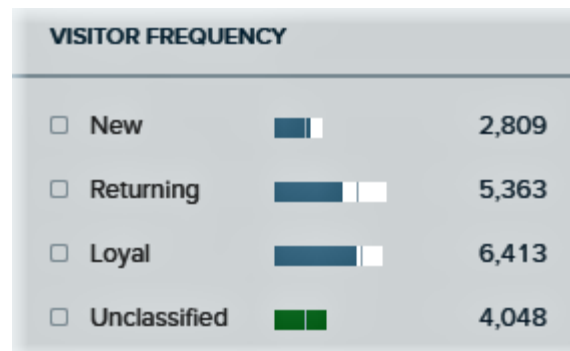 VISITOR FREQUENCY
New 2,809
Returning 5,363
Loyal 6,413
Unclassified 4,048